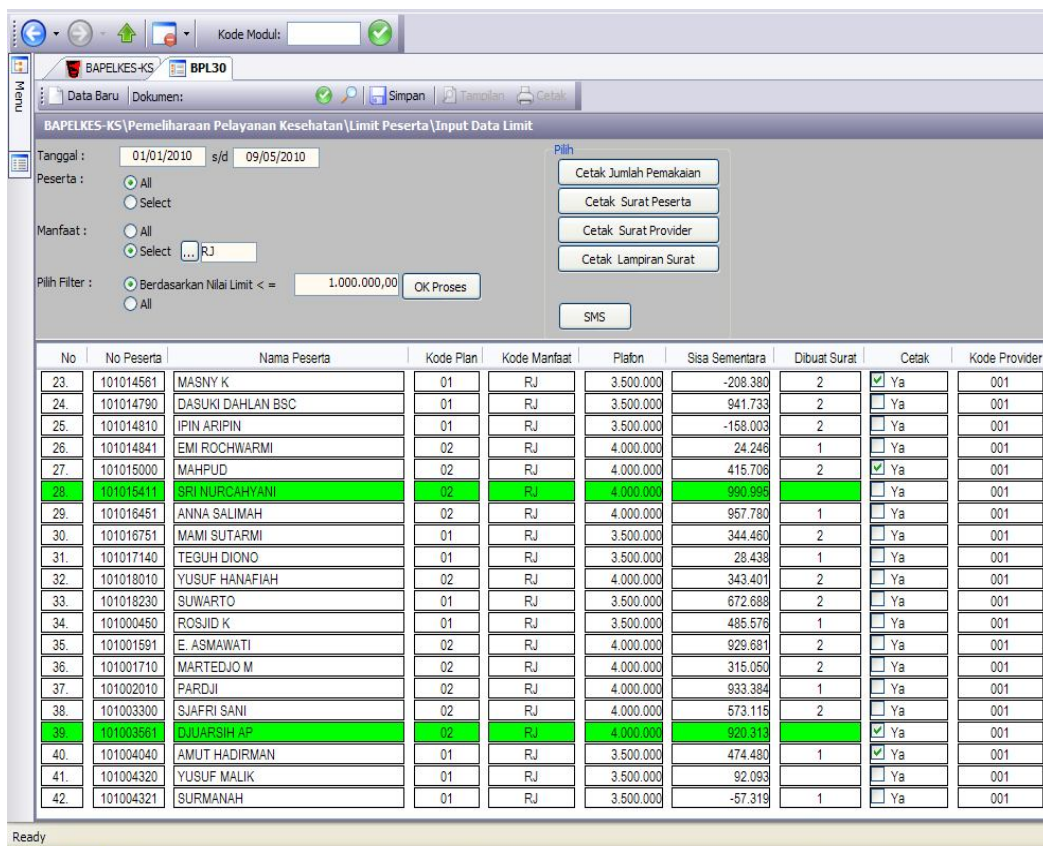 Kode Modul:
BAPELKES-KS BPL30
Menu
Data Baru Dokumen: Simpan Tampilan Cetak
BAPELKES-KS\Pemeliharaan Pelayanan Kesehatan\Limit Peserta\Input Data Limit
Tanggal : 01/01/2010 s/d 09/05/2010
Peserta : All
Select
Manfaat : All
Select ... RJ
Pilih Filter : Berdasarkan Nilai Limit < = 1.000.000,00 OK Proses
All
Pilih
Cetak Jumlah Pemakaian
Cetak Surat Peserta
Cetak Surat Provider
Cetak Lampiran Surat
SMS
No No Peserta Nama Peserta Kode Plan Kode Manfaat Plafon Sisa Sementara Dibuat Surat Cetak Kode Provider
23. 101014561 MASNY K 01 RJ 3.500.000 -208.380 2 Ya 001
24. 101014790 DASUKI DAHLAN BSC 01 RJ 3.500.000 941.733 2 Ya 001
25. 101014810 IPIN ARIPIN 01 RJ 3.500.000 -158.003 2 Ya 001
26. 101014841 EMI ROCHWARMI 02 RJ 4.000.000 24.246 1 Ya 001
27. 101015000 MAHPUD 02 RJ 4.000.000 415.706 2 Ya 001
28. 101015411 SRI NURCAHYANI 02 RJ 4.000.000 990.995 Ya 001
29. 101016451 ANNA SALIMAH 02 RJ 4.000.000 957.780 1 Ya 001
30. 101016751 MAMI SUTARMI 01 RJ 3.500.000 344.460 2 Ya 001
31. 101017140 TEGUH DIONO 01 RJ 3.500.000 28.438 1 Ya 001
32. 101018010 YUSUF HANAFIAH 02 RJ 4.000.000 343.401 2 Ya 001
33. 101018230 SUWARTO 01 RJ 3.500.000 672.688 2 Ya 001
34. 101000450 ROSJID K 01 RJ 3.500.000 485.576 1 Ya 001
35. 101001591 E. ASMAWATI 02 RJ 4.000.000 929.681 2 Ya 001
36. 101001710 MARTEDJO M 02 RJ 4.000.000 315.050 2 Ya 001
37. 101002010 PARDJI 02 RJ 4.000.000 933.384 1 Ya 001
38. 101003300 SJAFRI SANI 02 RJ 4.000.000 573.115 2 Ya 001
39. 101003561 DJUARSIH AP 02 RJ 4.000.000 920.313 Ya 001
40. 101004040 AMUT HADIRMAN 01 RJ 3.500.000 474.480 1 Ya 001
41. 101004320 YUSUF MALIK 01 RJ 3.500.000 92.093 Ya 001
42. 101004321 SURMANAH 01 RJ 3.500.000 -57.319 1 Ya 001
Ready